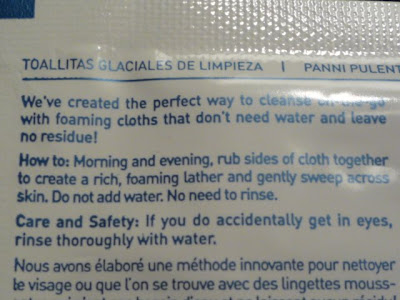 TOALLITAS GLACIALES DE LIMPIEZA | PANNI PULENT
We've created the perfect way to cleanse on-the-go
with foaming cloths that don't need water and leave
no residue!
How to: Morning and evening, rub sides of cloth together
to create a rich, foaming lather and gently sweep across
skin. Do not add water. No need to rinse.
Care and Safety: If you do accidentally get in eyes,
rinse thoroughly with water.
Nous avons élaboré une méthode innovante pour nettoyer
le visage ou que l'on se trouve avec des lingettes mouss-